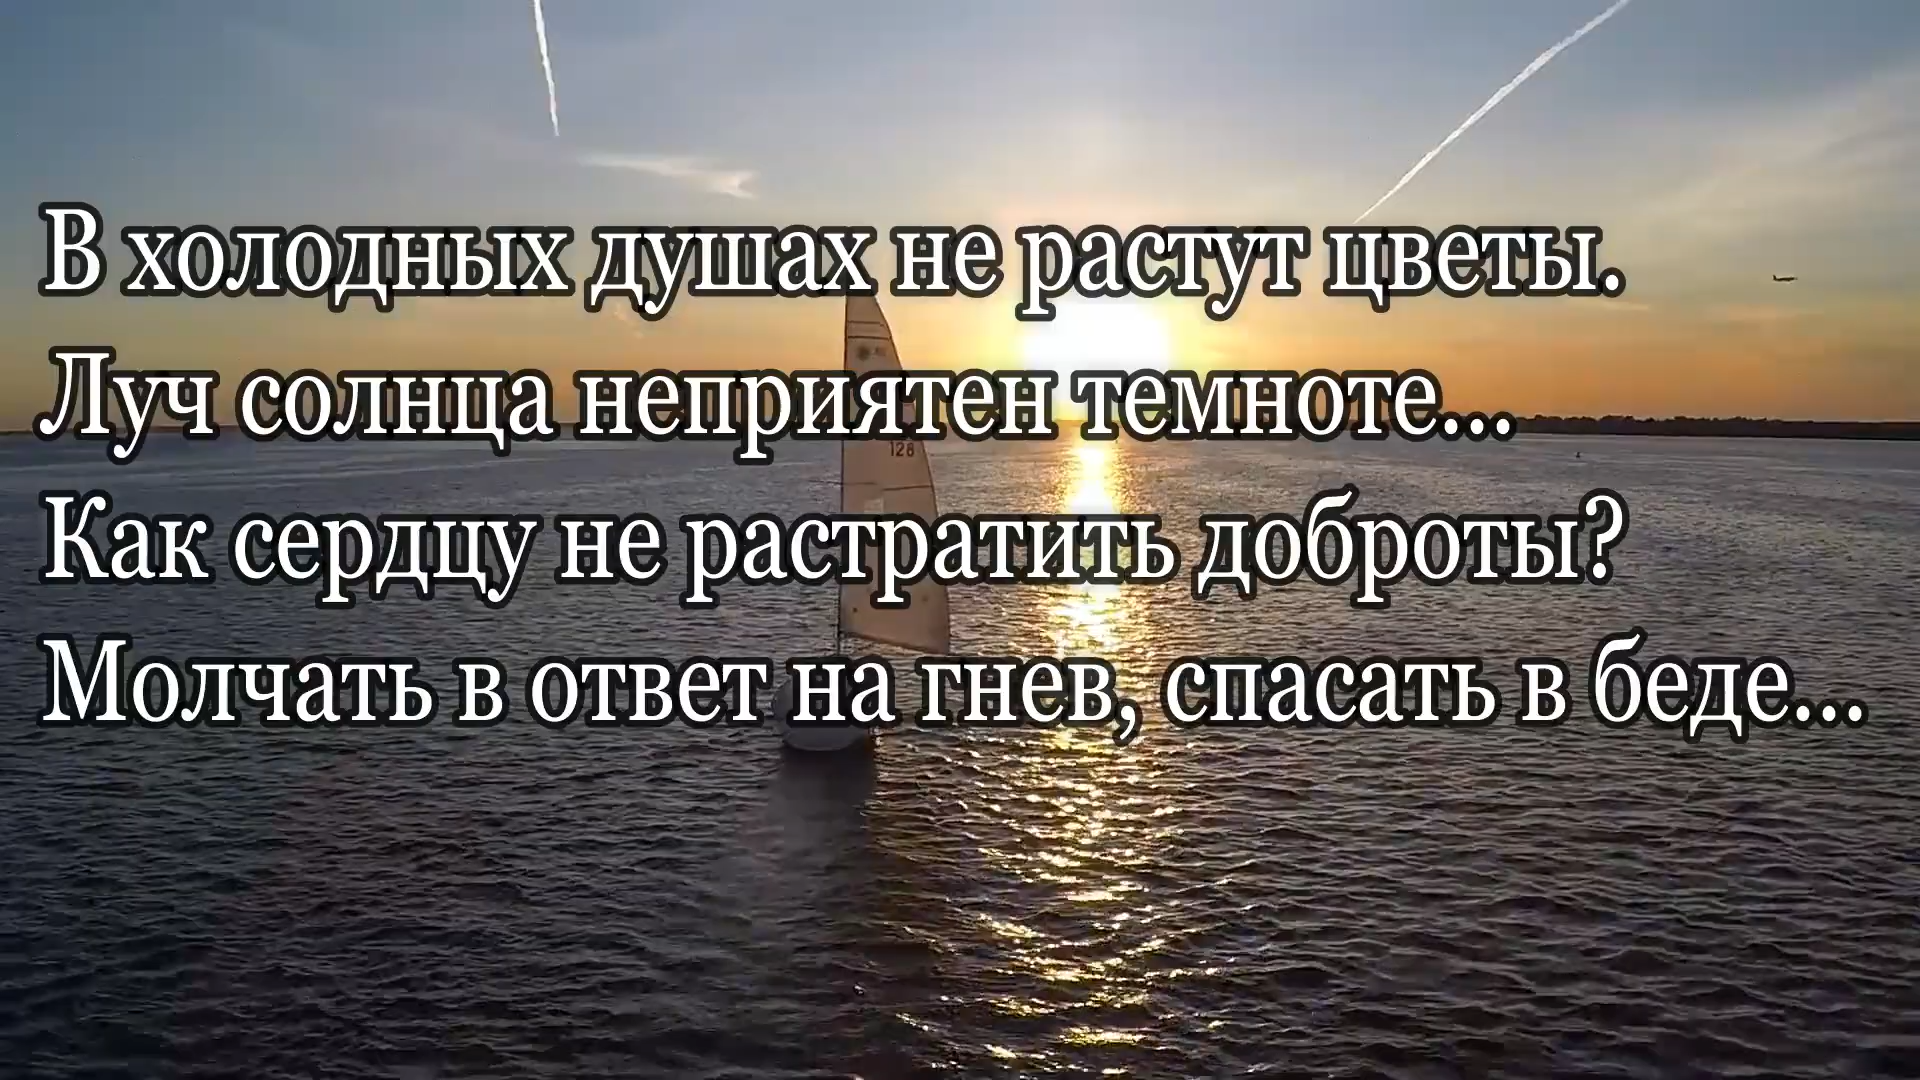 В холодных душах не растут цветы.
Луч солнца неприятен темноте...
128
Как сердцу не растратить доброты?
Молчать в ответ на гнев, спасать в беде...